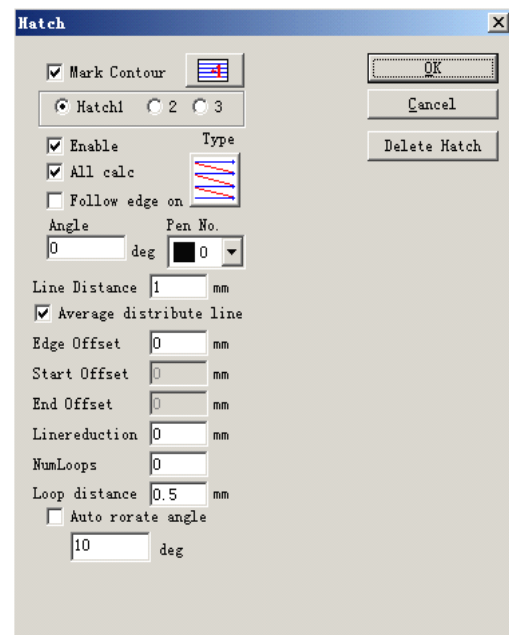 Hatch
Mark Contour
OK
Hatch1 2 3
Cancel
Enable Type
Delete Hatch
All calc
Follow edge on
Angle Pen No.
0 deg 0
Line Distance 1 mm
Average distribute line
Edge Offset 0 mm
Start Offset 0 mm
End Offset 0 mm
Linereduction 0 mm
NumLoops 0
Loop distance 0.5 mm
Auto rorate angle
10 deg